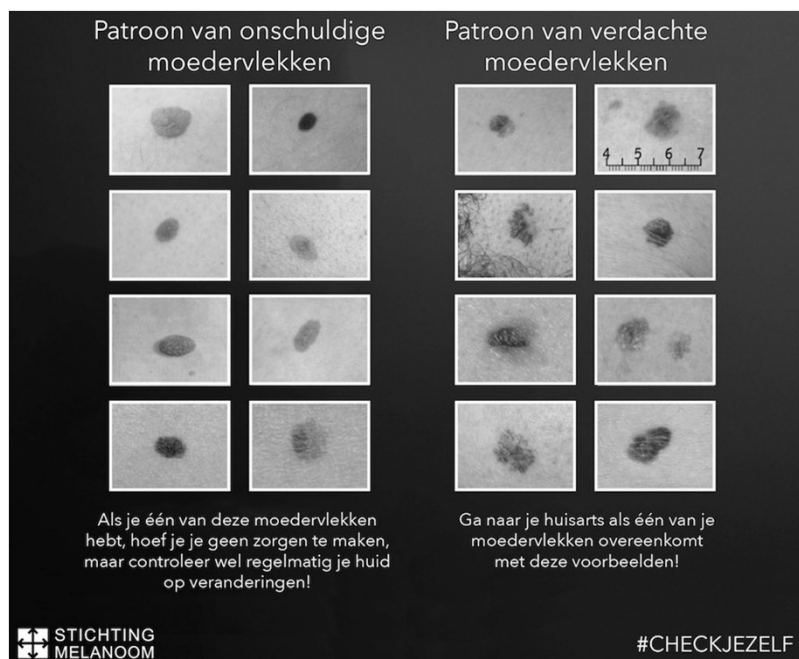 Patroon van onschuldige
moedervlekken
Patroon van verdachte
moedervlekken
4 5 6 7
Als je één van deze moedervlekken
hebt, hoef je je geen zorgen te maken,
maar controleer wel regelmatig je huid
op veranderingen!
Ga naar je huisarts als één van je
moedervlekken overeenkomt
met deze voorbeelden!
STICHTING
MELANOOM
#CHECKJEZELF